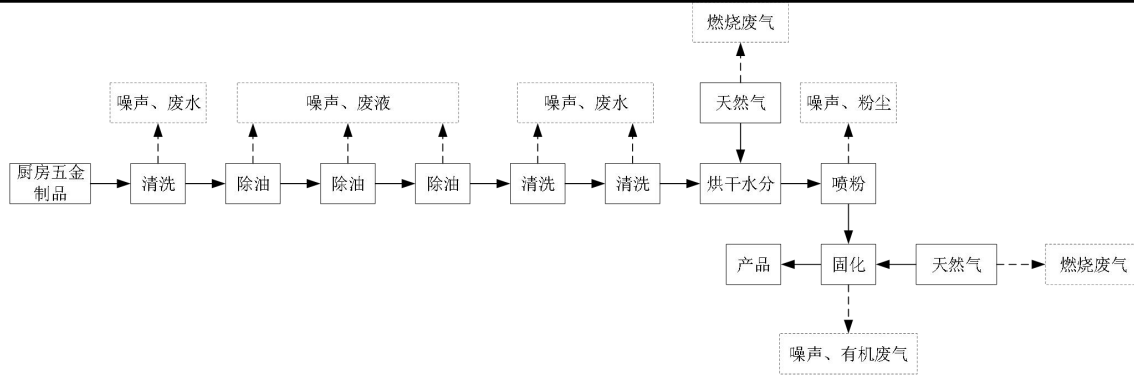 燃烧废气
噪声、废水
噪声、废液
噪声、废水
天然气
噪声、粉尘
厨房五金
制品
清洗
除油
除油
除油
清洗
清洗
烘干水分
喷粉
产品
固化
天然气
燃烧废气
噪声、有机废气